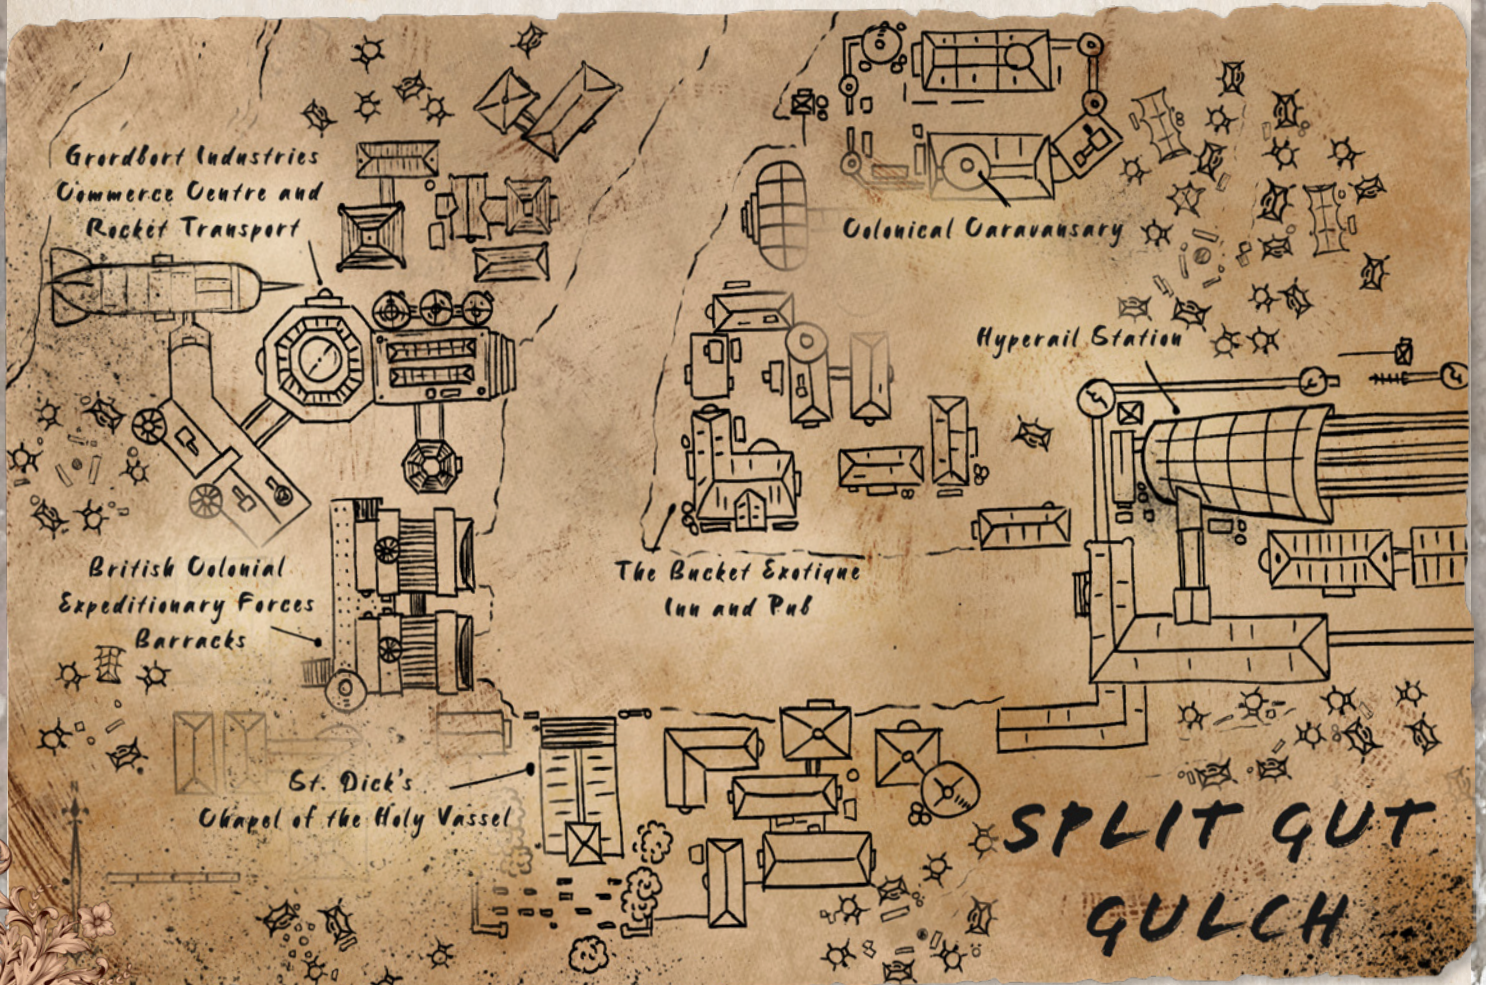 Grordbort Industries
Commerce Centre and
Rocket Transport
Colonical Caravansary
Hyperail Station
The Bucket Exotique
Inn and Pub
British Colonial
Expeditionary Forces
Barracks
St. Dick's
Chapel of the Holy Vassel
SPLIT GUT
GULCH